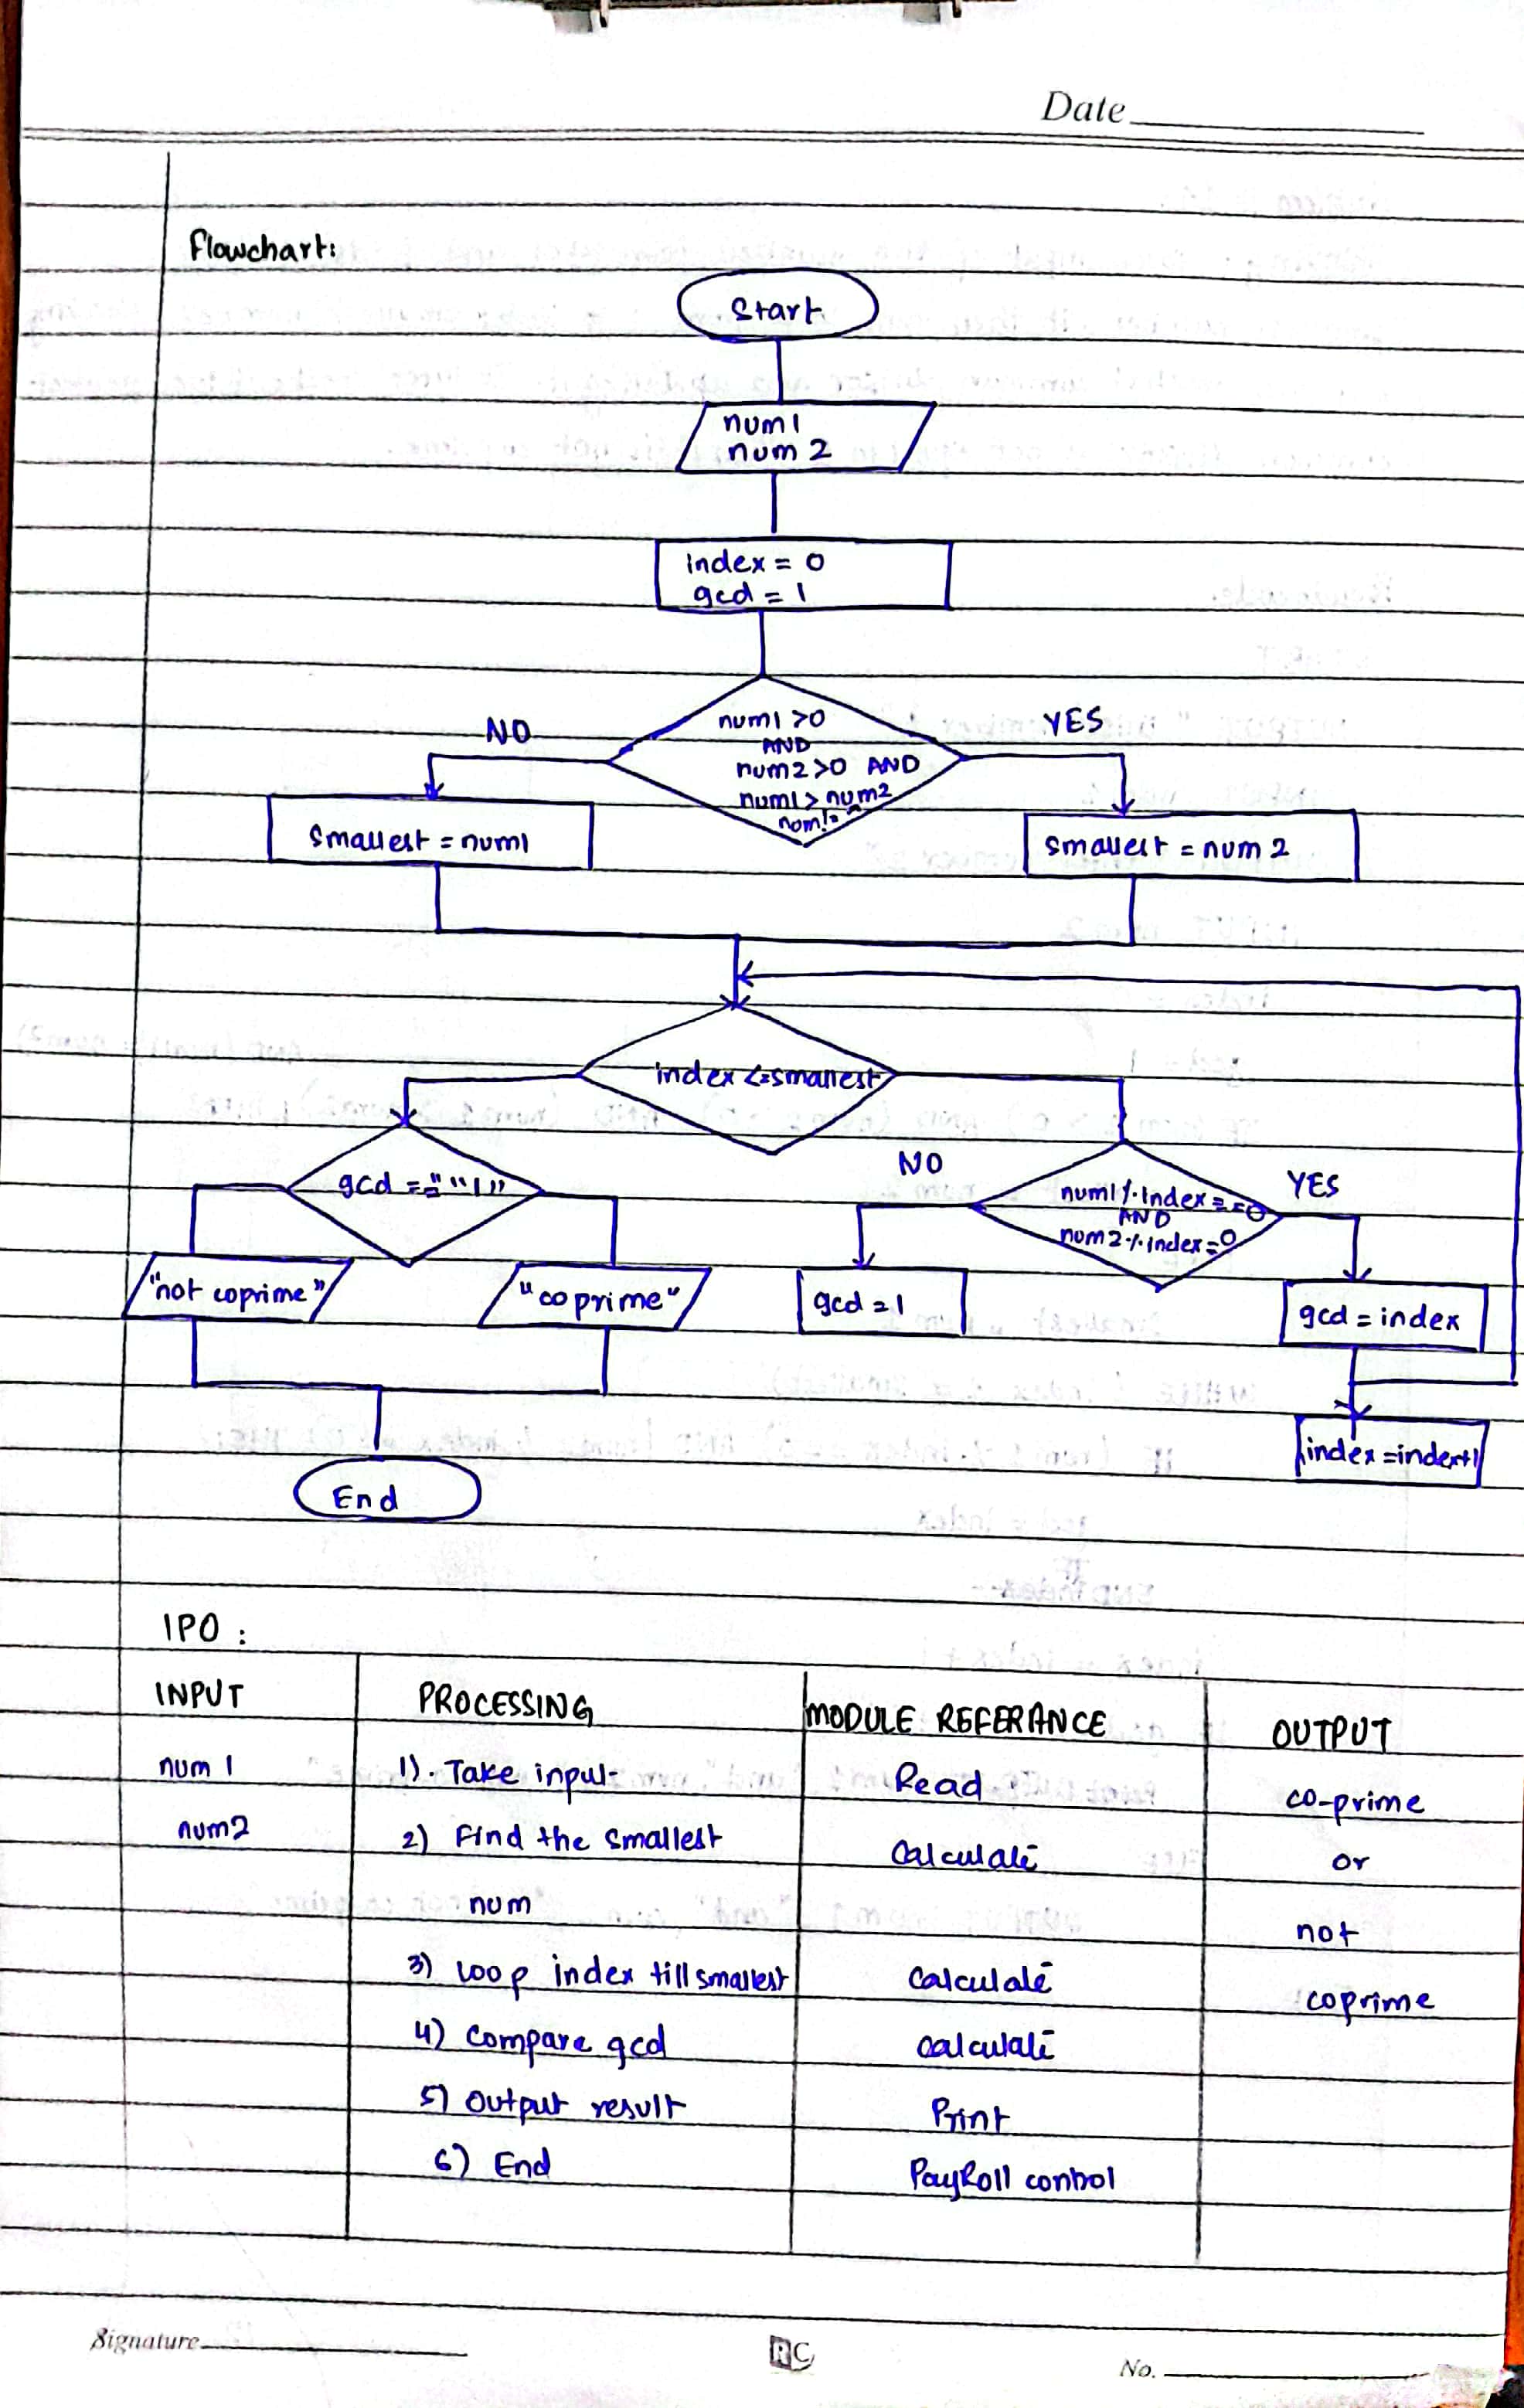 Date
Flowchart:
Start
num1
num 2
index = 0
gcd = 1
num1 >0
AND
num2 >0 AND
num1 > num2
NO
YES
Smallest = num1
Smallest = num 2
index <=smallest
gcd == "1"
NO
YES
num1 % index ==0
AND
num2 % index=0
"not coprime"
"coprime"
gcd = 1
gcd = index
index =index+1
End
IPO :
INPUT PROCESSING MODULE REFERANCE OUTPUT
num 1 1). Take input Read co-prime
num2 2) Find the Smallest Calculate or
num not
3) Loop index till smallest Calculate coprime
4) Compare gcd Calculate
5) Output result Print
6) End PayRoll control
Signature
RC
No.